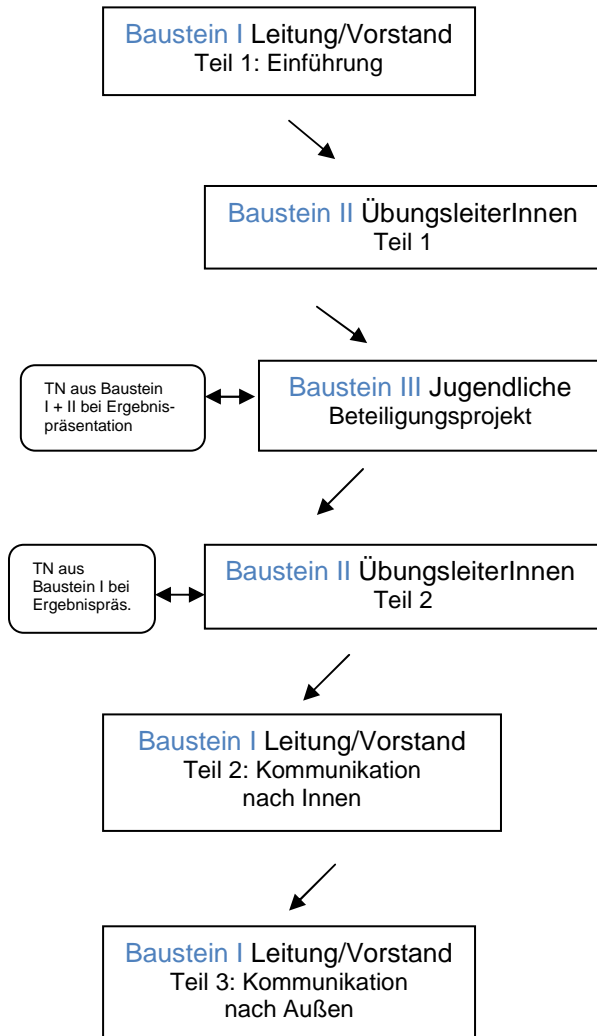 Baustein I Leitung/Vorstand
Teil 1: Einführung
Baustein II ÜbungsleiterInnen
Teil 1
TN aus Baustein
I + II bei Ergebnis-
präsentation
Baustein III Jugendliche
Beteiligungsprojekt
TN aus
Baustein I bei
Ergebnispräs.
Baustein II ÜbungsleiterInnen
Teil 2
Baustein I Leitung/Vorstand
Teil 2: Kommunikation
nach Innen
Baustein I Leitung/Vorstand
Teil 3: Kommunikation
nach Außen